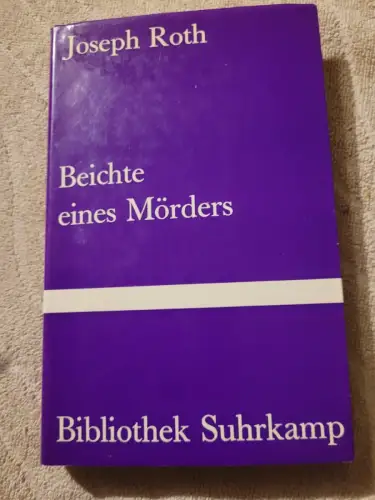 Joseph Roth
Beichte
eines Mörders
Bibliothek Suhrkamp